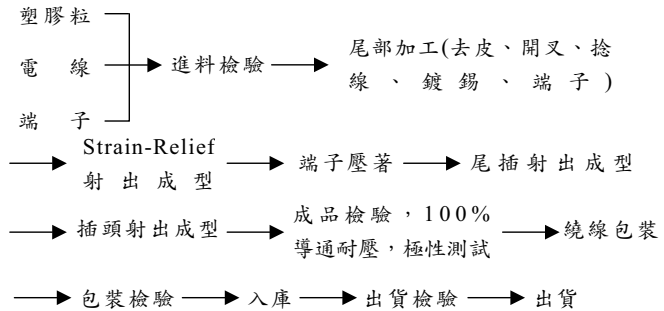 塑膠粒
電線
端子
進料檢驗
尾部加工(去皮、開叉、捻
線、鍍錫、端子)
Strain-Relief
射出成型
端子壓著
尾插射出成型
插頭射出成型
成品檢驗，100%
導通耐壓，極性測試
繞線包裝
包裝檢驗
入庫
出貨檢驗
出貨